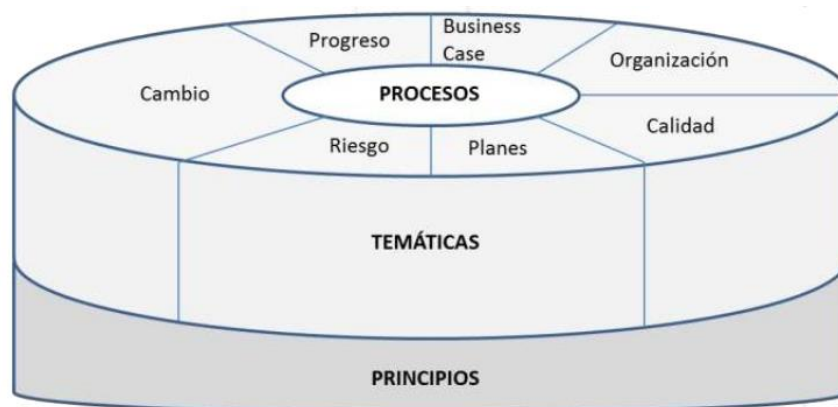 Progreso
Business
Case
Organización
Cambio
PROCESOS
Calidad
Riesgo
Planes
TEMÁTICAS
PRINCIPIOS